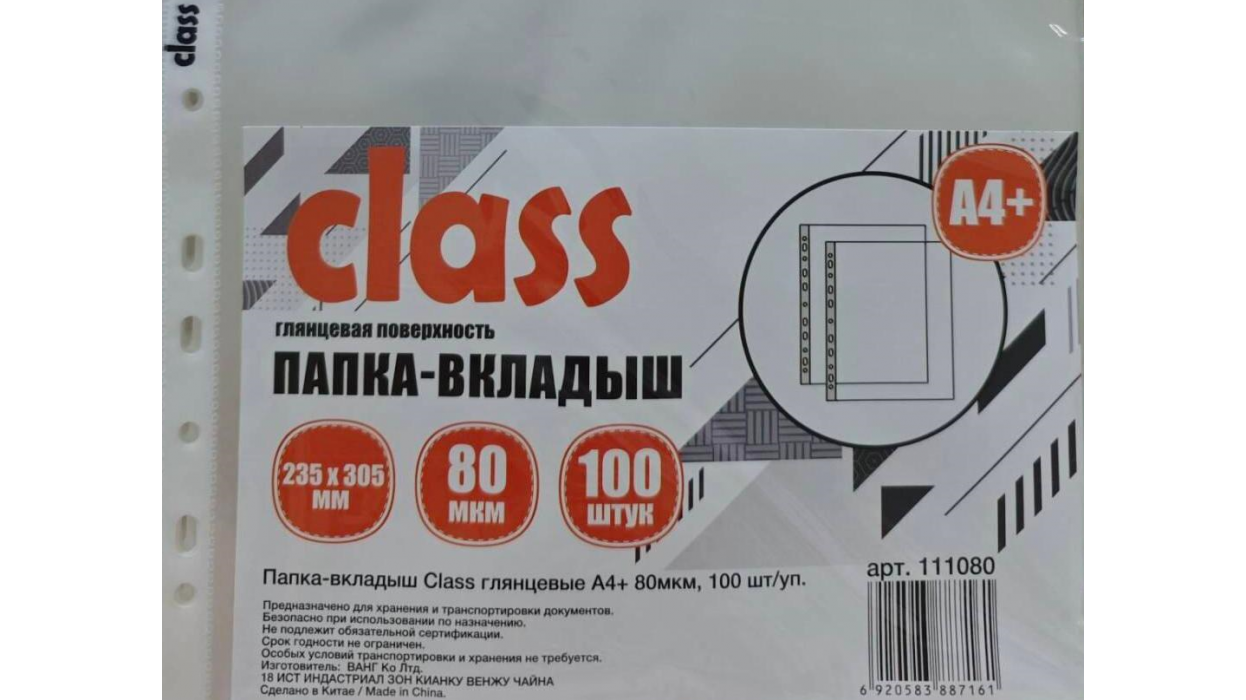 class
class
A4+
глянцевая поверхность
ПАПКА-ВКЛАДЫШ
235 x 305
ММ
80
МКМ
100
ШТУК
Папка-вкладыш Class глянцевые А4+ 80мкм, 100 шт/уп.
арт. 111080
Предназначено для хранения и транспортировки документов.
Безопасно при использовании по назначению.
Не подлежит обязательной сертификации.
Срок годности не ограничен.
Особых условий транспортировки и хранения не требуется.
Изготовитель: ВАНГ Ко Лтд.
18 ИСТ ИНДАСТРИАЛ ЗОН КИАНКУ ВЕНЖУ ЧАЙНА
Сделано в Китае / Made in China.
6 920583 887161